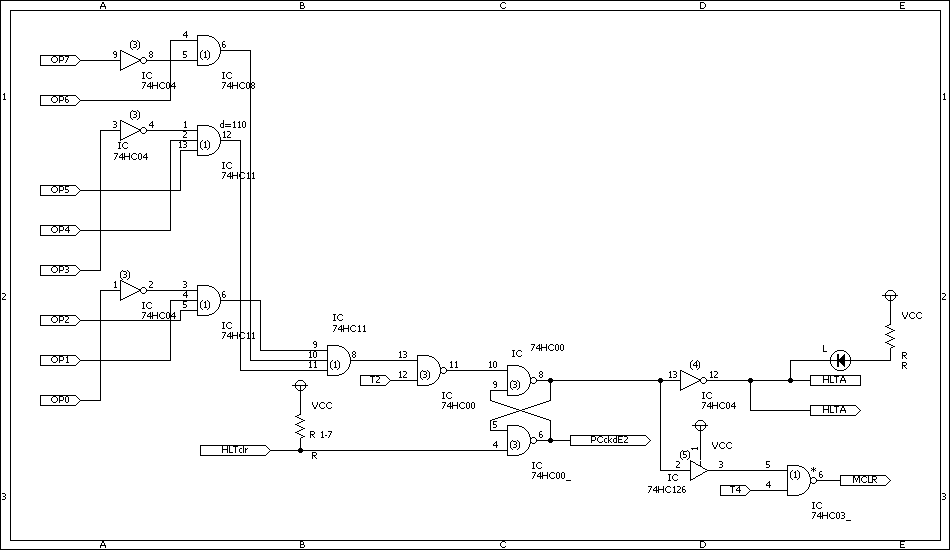 A B C D E
(3)
4
6
OP7
9
8
5
(1)
IC
74HC04
IC
74HC08
OP6
1
1
(3)
d=110
3
4
1
2
13
12
(1)
IC
74HC04
IC
74HC11
OP5
OP4
OP3
(3)
1
2
3
4
5
6
(1)
2
2
IC
74HC04
IC
74HC11
OP2
OP1
OP0
IC
74HC11
9
10
11
8
(1)
T2
13
12
11
(3)
IC
74HC00
IC
74HC00
10
9
8
(3)
5
4
6
(3)
IC
74HC00_
VCC
R 1-7
R
HLTclr
PCckdE2
(4)
13
12
IC
74HC04
VCC
R
R
L
HLTA
HLTA
VCC
1
(5)
2
3
IC
74HC126
T4
5
4
(1)
*
6
MCLR
IC
74HC03_
3
3
A B C D E